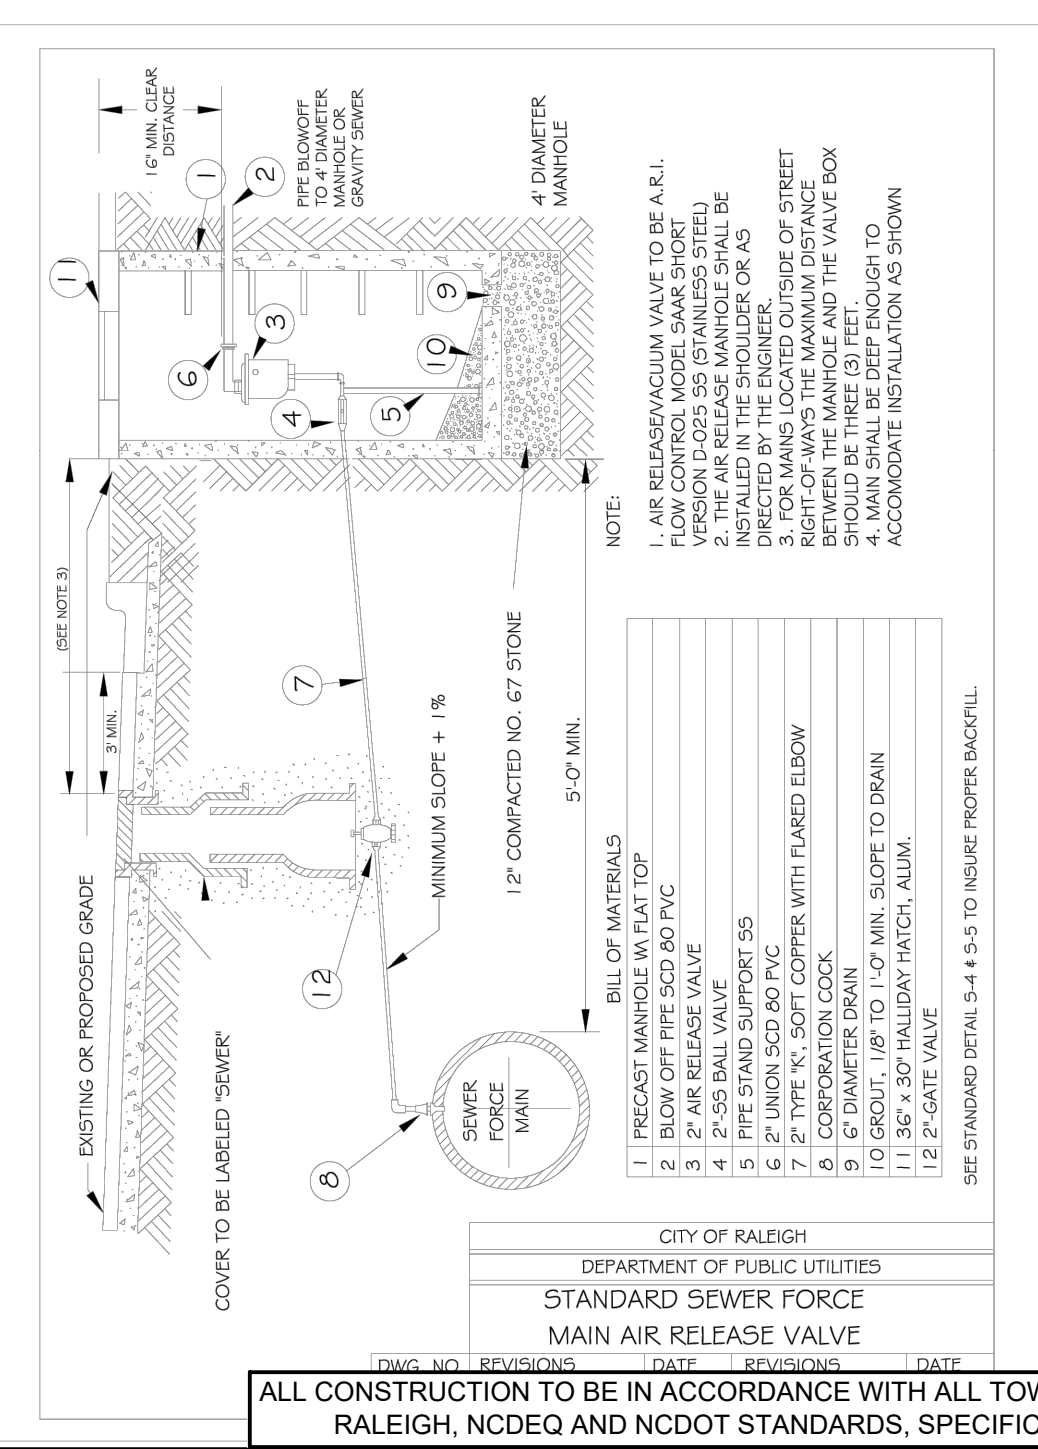 16" MIN. CLEAR
DISTANCE
1
2
PIPE BLOWOFF
TO 4' DIAMETER
MANHOLE OR
GRAVITY SEWER
4' DIAMETER
MANHOLE
11
6
3
4
5
10
9
(SEE NOTE 3)
3' MIN.
7
12
8
EXISTING OR PROPOSED GRADE
COVER TO BE LABELED "SEWER"
MINIMUM SLOPE + 1%
12" COMPACTED NO. 67 STONE
5'-0" MIN.
SEWER
FORCE
MAIN
NOTE:
1. AIR RELEASE/VACUUM VALVE TO BE A.R.I.
FLOW CONTROL MODEL SAAR SHORT
VERSION D-025 SS (STAINLESS STEEL)
2. THE AIR RELEASE MANHOLE SHALL BE
INSTALLED IN THE SHOULDER OR AS
DIRECTED BY THE ENGINEER.
3. FOR MAINS LOCATED OUTSIDE OF STREET
RIGHT-OF-WAYS THE MAXIMUM DISTANCE
BETWEEN THE MANHOLE AND THE VALVE BOX
SHOULD BE THREE (3) FEET.
4. MAIN SHALL BE DEEP ENOUGH TO
ACCOMODATE INSTALLATION AS SHOWN
BILL OF MATERIALS
1 PRECAST MANHOLE W/ FLAT TOP
2 BLOW OFF PIPE SCD 80 PVC
3 2" AIR RELEASE VALVE
4 2"-SS BALL VALVE
5 PIPE STAND SUPPORT SS
6 2" UNION SCD 80 PVC
7 2" TYPE "K", SOFT COPPER WITH FLARED ELBOW
8 CORPORATION COCK
9 6" DIAMETER DRAIN
10 GROUT, 1/8" TO 1'-0" MIN. SLOPE TO DRAIN
11 36" x 30" HALLIDAY HATCH, ALUM.
12 2"-GATE VALVE
SEE STANDARD DETAIL S-4 & S-5 TO INSURE PROPER BACKFILL.
CITY OF RALEIGH
DEPARTMENT OF PUBLIC UTILITIES
STANDARD SEWER FORCE
MAIN AIR RELEASE VALVE
DWG. NO. REVISIONS DATE REVISIONS DATE
ALL CONSTRUCTION TO BE IN ACCORDANCE WITH ALL
RALEIGH, NCDEQ AND NCDOT STANDARDS,